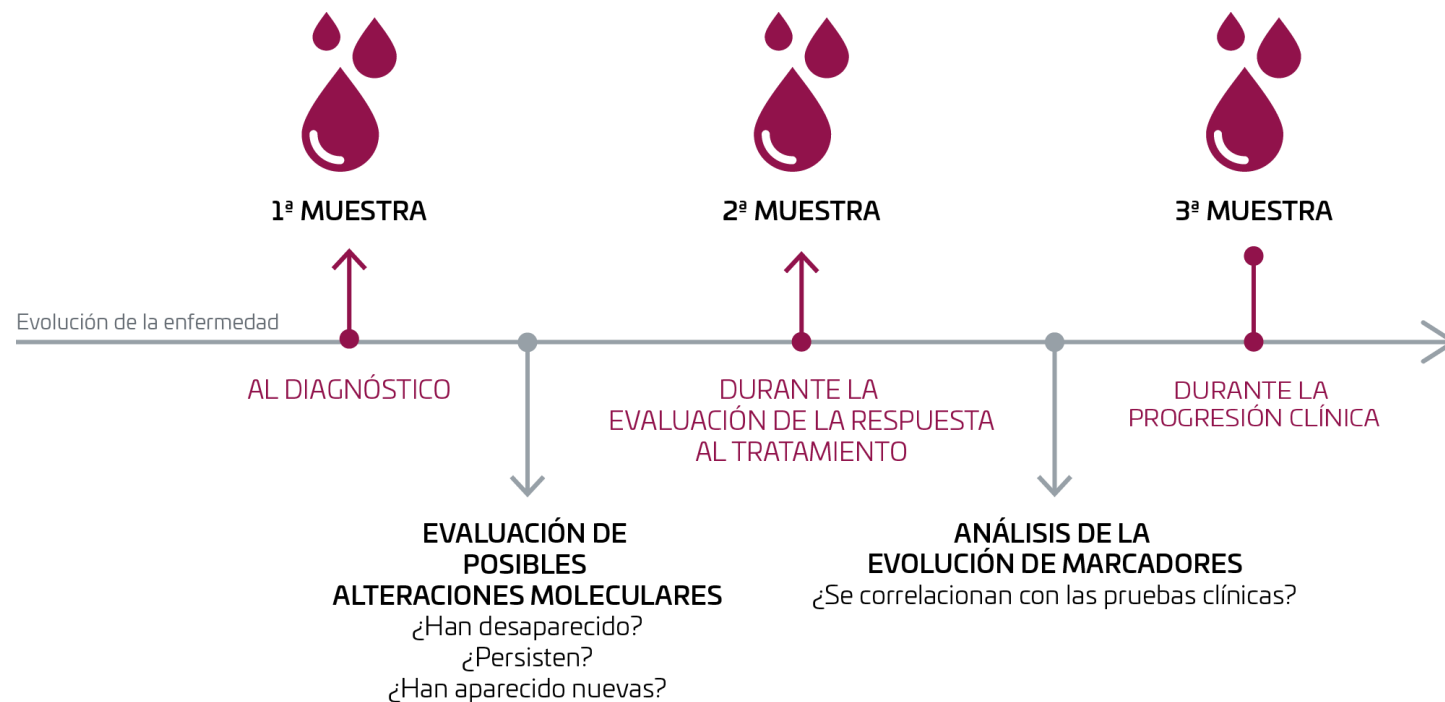 1ª MUESTRA
2ª MUESTRA
3ª MUESTRA
Evolución de la enfermedad
AL DIAGNÓSTICO
DURANTE LA
EVALUACIÓN DE LA RESPUESTA
AL TRATAMIENTO
DURANTE LA
PROGRESIÓN CLÍNICA
EVALUACIÓN DE
POSIBLES
ALTERACIONES MOLECULARES
¿Han desaparecido?
¿Persisten?
¿Han aparecido nuevas?
ANÁLISIS DE LA
EVOLUCIÓN DE MARCADORES
¿Se correlacionan con las pruebas clínicas?